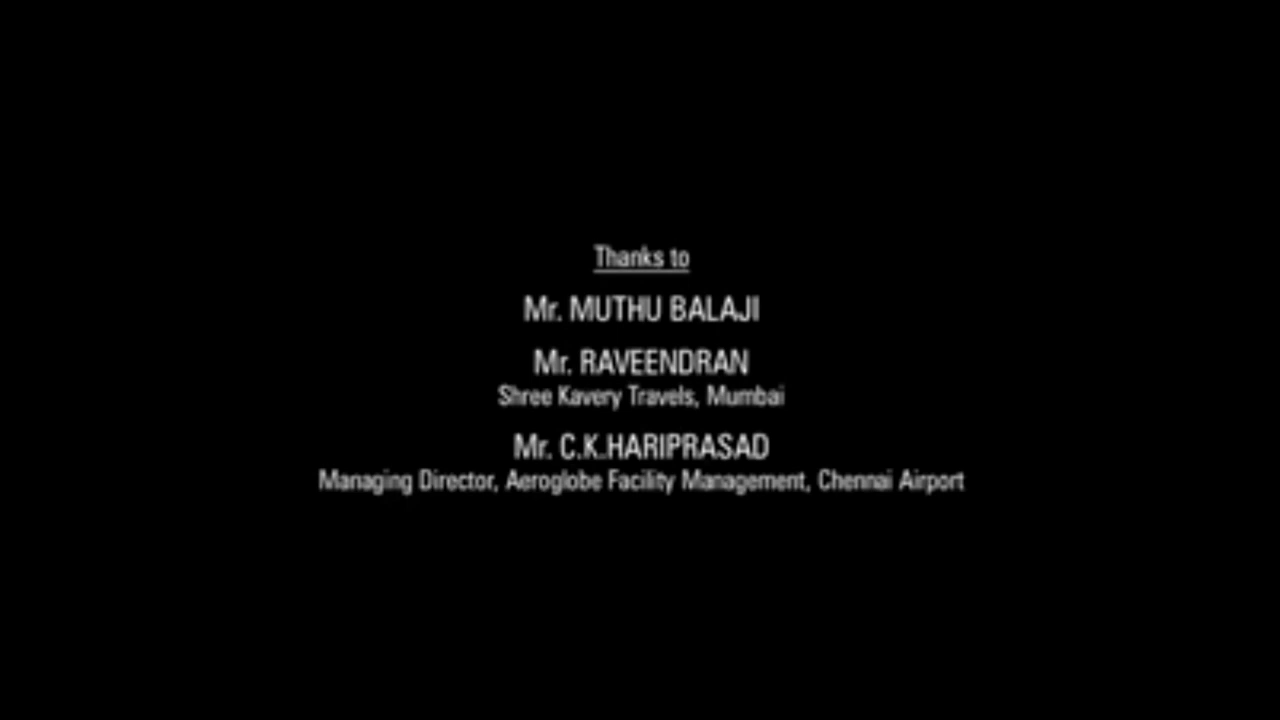 Thanks to
Mr. MUTHU BALAJI
Mr. RAVEENDRAN
Shree Kavery Travels, Mumbai
Mr. C.K.HARIPRASAD
Managing Director, Aeroglobe Facility Management, Chennai Airport